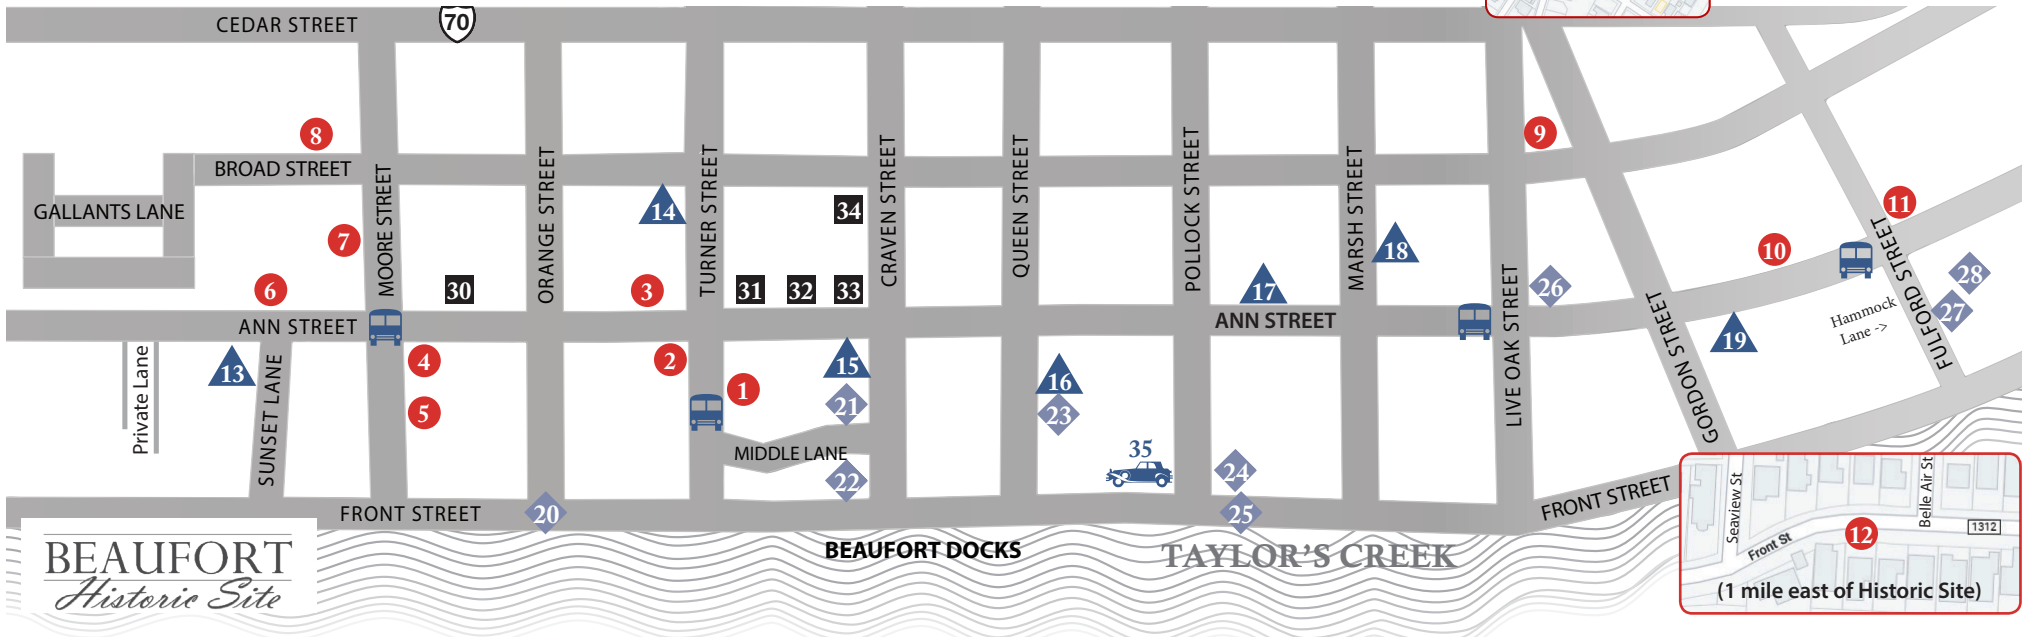 CEDAR STREET
70
8
9
BROAD STREET
GALLANTS LANE
7
MOORE STREET
ORANGE STREET
14
TURNER STREET
34
CRAVEN STREET
QUEEN STREET
POLLOCK STREET
MARSH STREET
18
11
10
6
30
3
31
32
33
17
26
28
27
ANN STREET
ANN STREET
LIVE OAK STREET
GORDON STREET
19
Hammock
Lane ->
FULFORD STREET
Private Lane
13
SUNSET LANE
4
5
2
1
15
21
16
23
MIDDLE LANE
22
35
24
25
FRONT STREET
20
FRONT STREET
BEAUFORT
Historic Site
BEAUFORT DOCKS
TAYLOR'S CREEK
Seaview St
Front St
12
Belle Air St
1312
(1 mile east of Historic Site)